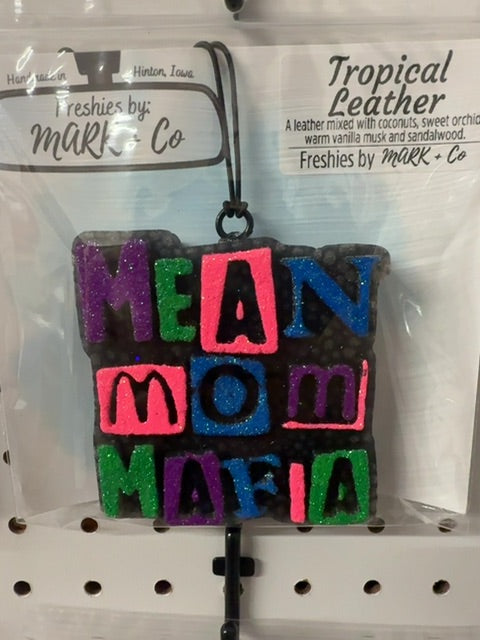 Handmade in Hinton, Iowa
Freshies by:
MARK + Co
Tropical
Leather
A leather mixed with coconuts, sweet orchid
warm vanilla musk and sandalwood.
Freshies by MARK + Co
MEAN
MOM
MAFIA